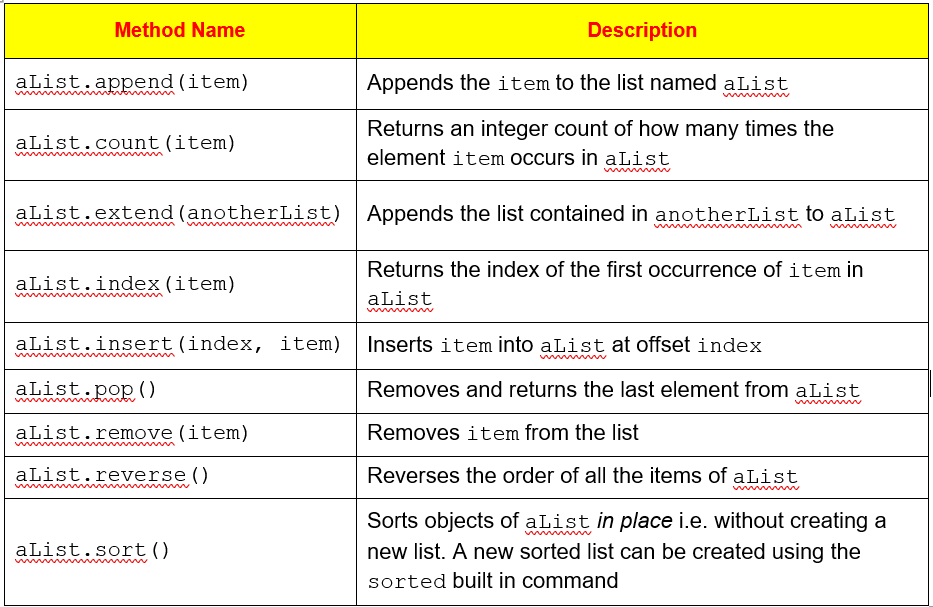 Method Name Description
aList.append(item) Appends the item to the list named aList
aList.count(item) Returns an integer count of how many times the
element item occurs in aList
aList.extend(anotherList) Appends the list contained in anotherList to aList
aList.index(item) Returns the index of the first occurrence of item in
aList
aList.insert(index, item) Inserts item into aList at offset index
aList.pop() Removes and returns the last element from aList
aList.remove(item) Removes item from the list
aList.reverse() Reverses the order of all the items of aList
aList.sort() Sorts objects of aList in place i.e. without creating a
new list. A new sorted list can be created using the
sorted built in command